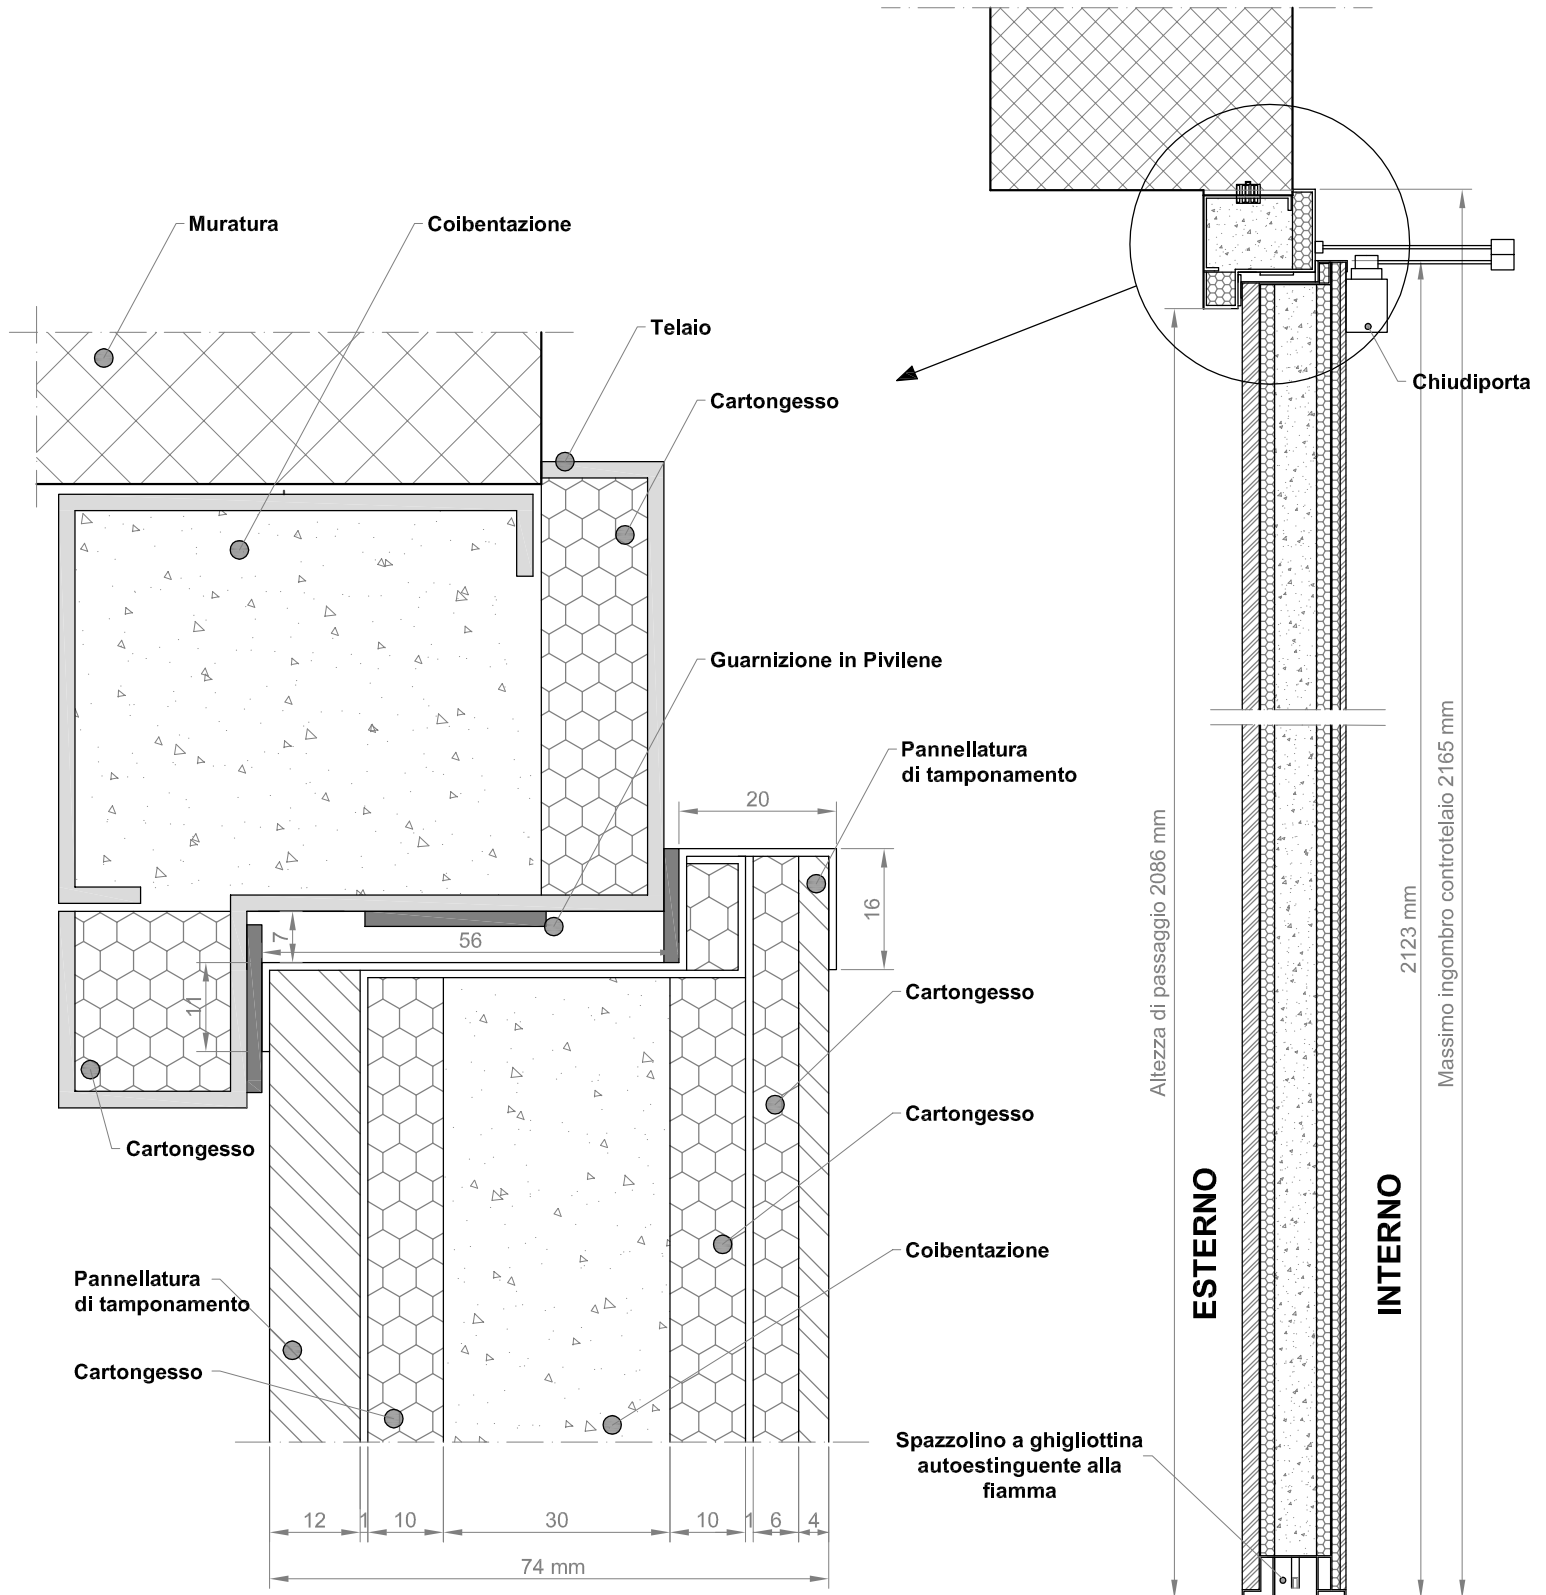 Muratura
Coibentazione
Telaio
Cartongesso
Chiudiporta
Guarnizione in Pivilene
Pannellatura
di tamponamento
20
16
7
56
11
Cartongesso
Cartongesso
Cartongesso
Coibentazione
Pannellatura
di tamponamento
Cartongesso
12
1
10
30
10
1
6
4
74 mm
Altezza di passaggio 2086 mm
2123 mm
Massimo ingombro controtelaio 2165 mm
ESTERNO
INTERNO
Spazzolino a ghigliottina
autoestinguente alla
fiamma